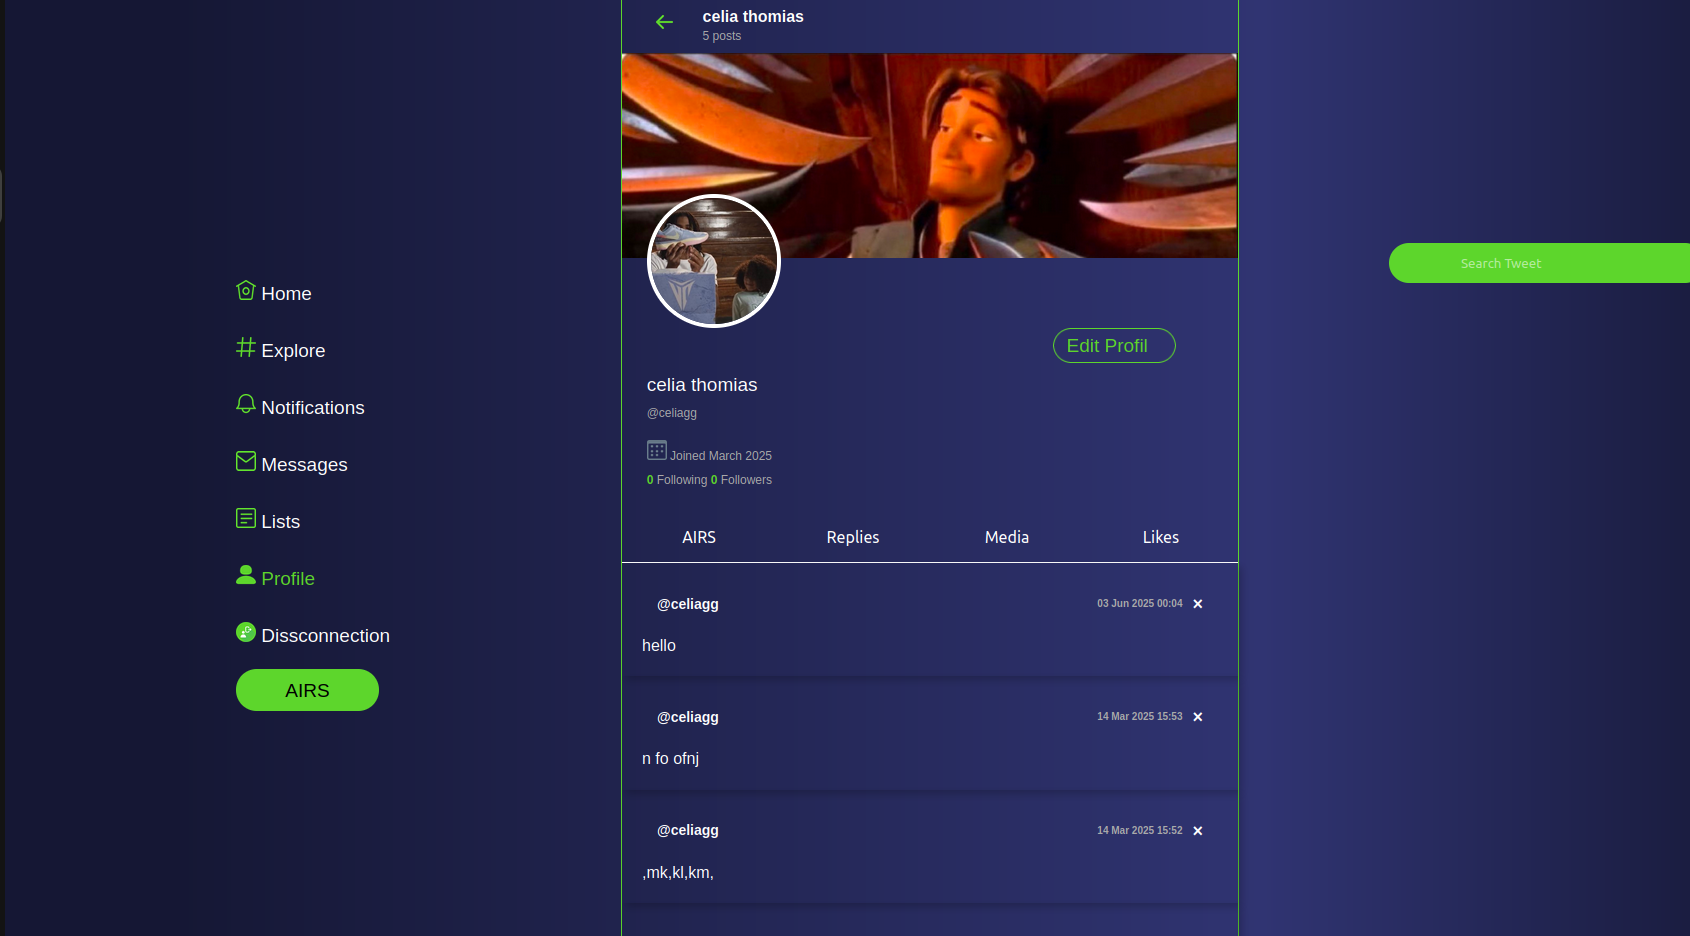 celia thomias
5 posts
Home
Explore
Notifications
Messages
Lists
Profile
Dissconnection
AIRS
Edit Profil
celia thomias
@celiagg
Joined March 2025
0 Following 0 Followers
AIRS Replies Media Likes
@celiagg 03 Jun 2025 00:04 ×
hello
@celiagg 14 Mar 2025 15:53 ×
n fo ofnj
@celiagg 14 Mar 2025 15:52 ×
,mk,kl,km,
Search Tweet